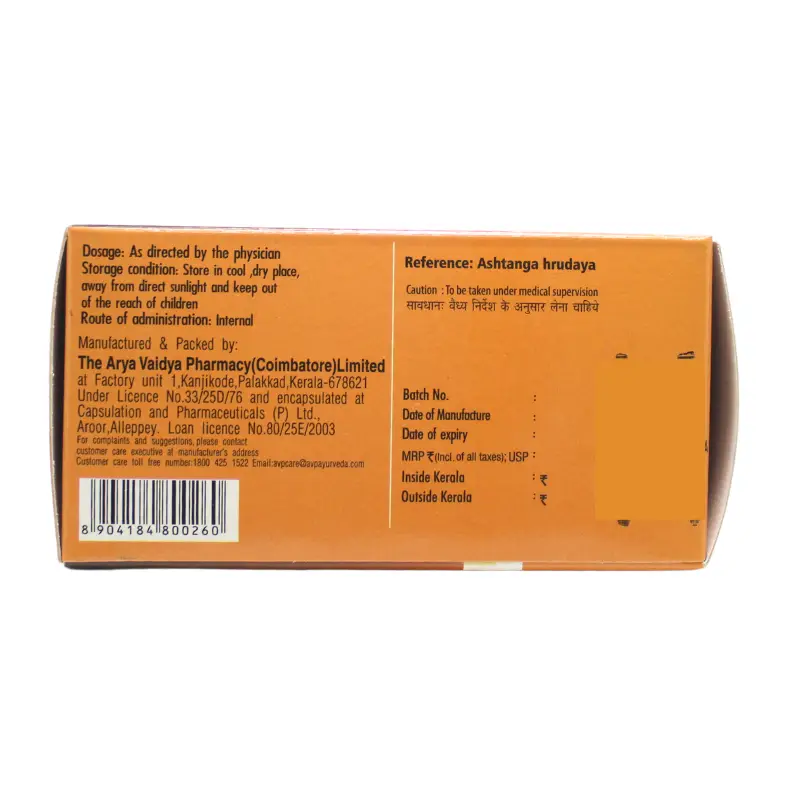 Dosage: As directed by the physician
Storage condition: Store in cool ,dry place,
away from direct sunlight and keep out
of the reach of children
Route of administration: Internal
Manufactured & Packed by:
The Arya Vaidya Pharmacy(Coimbatore)Limited
at Factory unit 1,Kanjikode,Palakkad,Kerala-678621
Under Licence No.33/25D/76 and encapsulated at
Capsulation and Pharmaceuticals (P) Ltd.,
Aroor,Alleppey. Loan licence No.80/25E/2003
For complaints and suggestions, please contact
customer care executive at manufacturer's address
Customer care toll free number:1800 425 1522 Email:avpcare@avpayurveda.com
8 904184 800260
Reference: Ashtanga hrudaya
Caution : To be taken under medical supervision
सावधानः वैध्य निर्देश के अनुसार लेना चाहिये
Batch No. :
Date of Manufacture :
Date of expiry :
MRP ₹(Incl. of all taxes); USP :
Inside Kerala : ₹
Outside Kerala : ₹